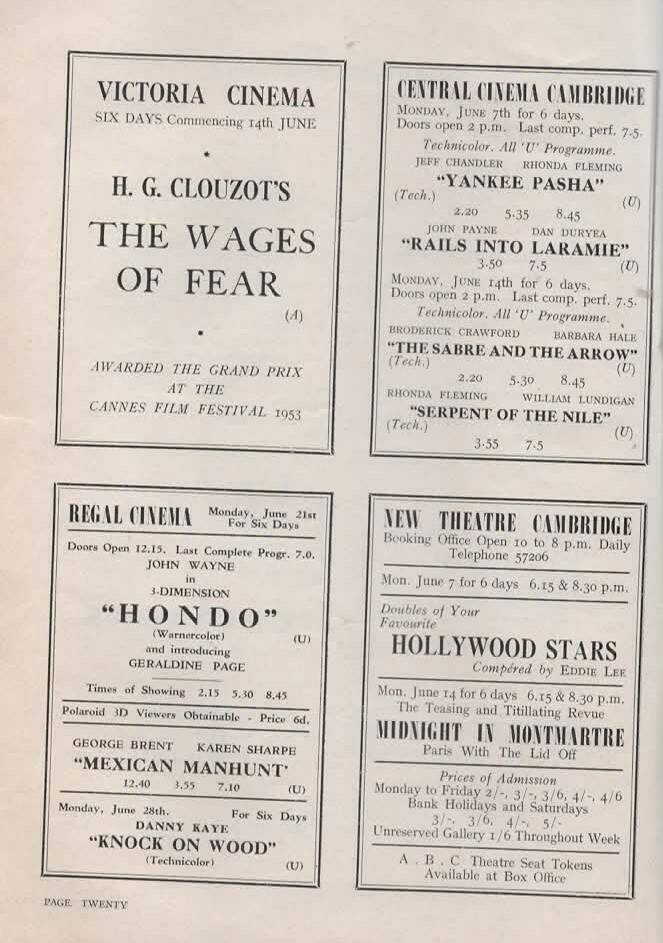 VICTORIA CINEMA
SIX DAYS Commencing 14th JUNE
H. G. CLOUZOT'S
THE WAGES
OF FEAR
(A)
AWARDED THE GRAND PRIX
AT THE
CANNES FILM FESTIVAL 1953
CENTRAL CINEMA CAMBRIDGE
MONDAY, JUNE 7th for 6 days.
Doors open 2 p.m. Last comp. perf. 7.5.
Technicolor. All 'U' Programme.
JEFF CHANDLER RHONDA FLEMING
"YANKEE PASHA"
(Tech.) (U)
2.20 5.35 8.45
JOHN PAYNE DAN DURYEA
"RAILS INTO LARAMIE"
3.50 7.5 (U)
MONDAY, JUNE 14th for 6 days.
Doors open 2 p.m. Last comp. perf. 7.5.
Technicolor. All 'U' Programme.
BRODERICK CRAWFORD BARBARA HALE
"THE SABRE AND THE ARROW"
(Tech.) (U)
2.20 5.30 8.45
RHONDA FLEMING WILLIAM LUNDIGAN
"SERPENT OF THE NILE"
(Tech.) (U)
3.55 7.5
REGAL CINEMA Monday, June 21st
For Six Days
Doors Open 12.15. Last Complete Progr. 7.0.
JOHN WAYNE
in
3-DIMENSION
"HONDO"
(Warnercolor) (U)
and introducing
GERALDINE PAGE
Times of Showing 2.15 5.30 8.45
Polaroid 3D Viewers Obtainable - Price 6d.
GEORGE BRENT KAREN SHARPE
"MEXICAN MANHUNT'
12.40 3.55 7.10 (U)
Monday, June 28th. For Six Days
DANNY KAYE
"KNOCK ON WOOD"
(Technicolor) (U)
NEW THEATRE CAMBRIDGE
Booking Office Open 10 to 8 p.m. Daily
Telephone 57206
Mon. June 7 for 6 days 6.15 & 8.30 p.m.
Doubles of Your
Favourite
HOLLYWOOD STARS
Compèred by EDDIE LEE
Mon. June 14 for 6 days 6.15 & 8.30 p.m.
The Teasing and Titillating Revue
MIDNIGHT IN MONTMARTRE
Paris With The Lid Off
Prices of Admission
Monday to Friday 2/-, 3/-, 3/6, 4/-, 4/6
Bank Holidays and Saturdays
3/-, 3/6, 4/-, 5/-
Unreserved Gallery 1/6 Throughout Week
A . B . C Theatre Seat Tokens
Available at Box Office
PAGE TWENTY